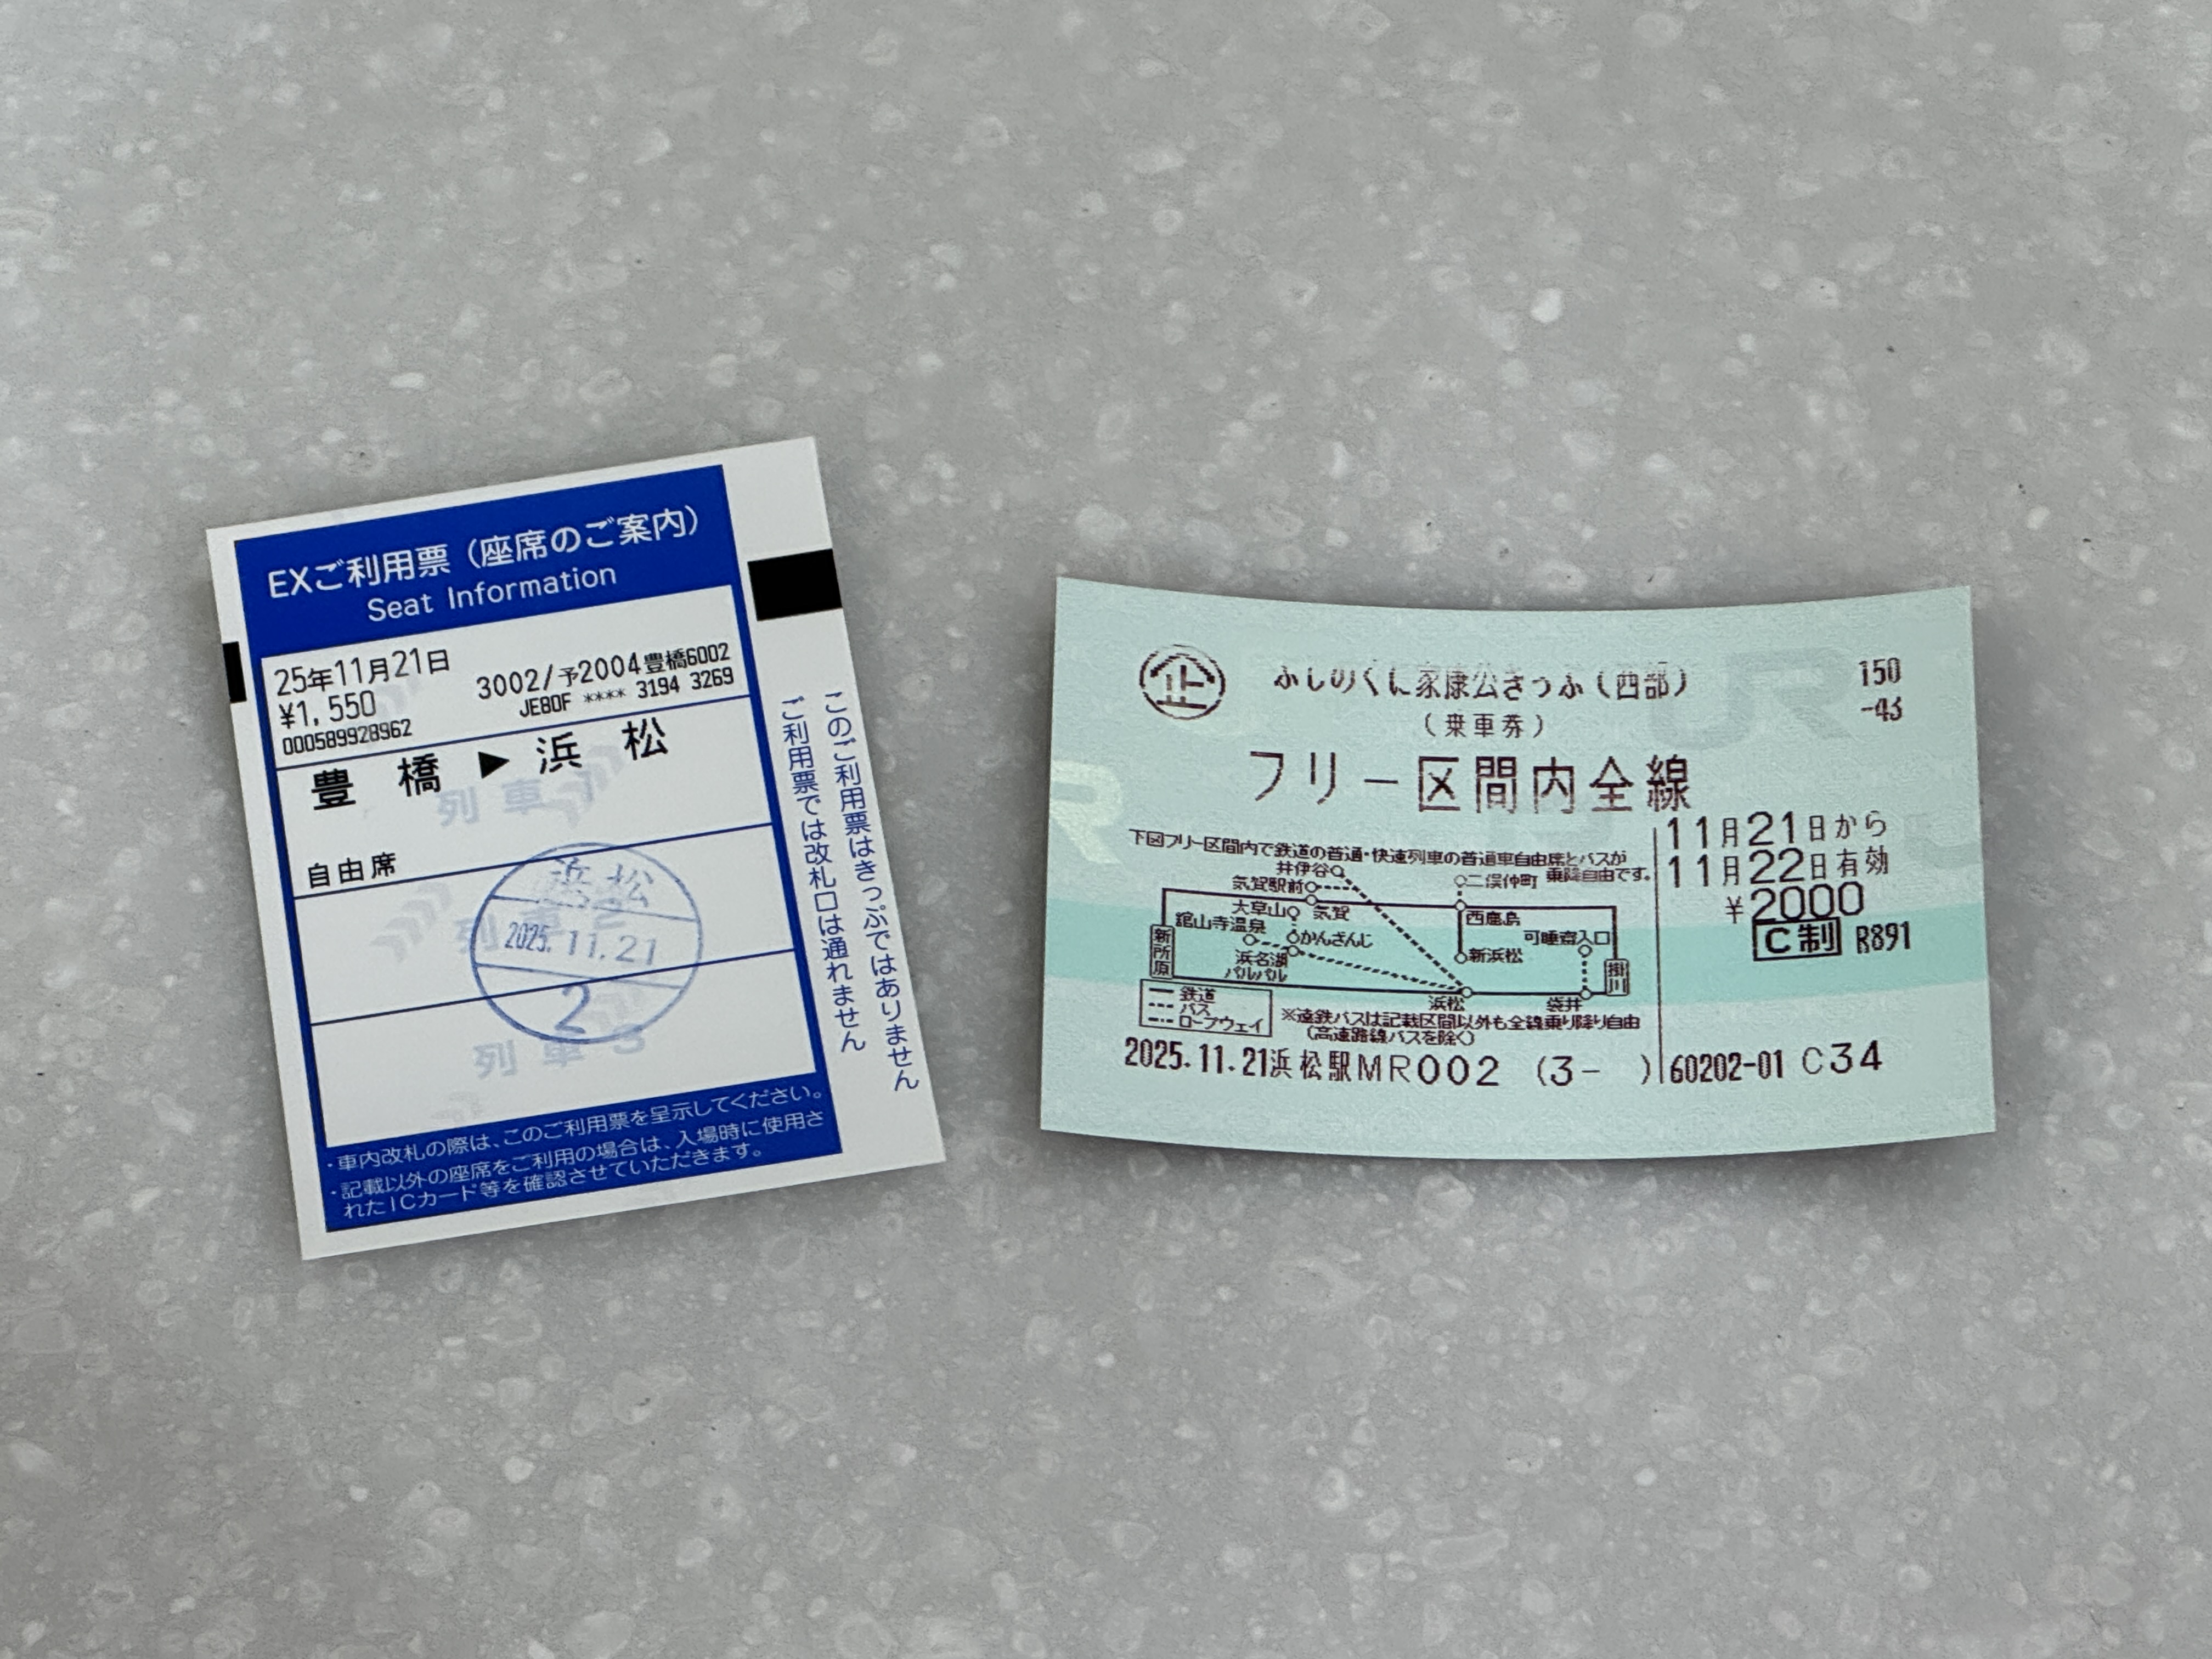 EXご利用票（座席のご案内）
Seat Information
25年11月21日
¥1,550
3002/予2004豊橋6002
000589928962
JE80F **** 3194 3269
豊 橋 ▶ 浜 松
列車1
自由席
浜松
列車2
2025.11.21
2
列車3
・車内改札の際は、このご利用票を呈示してください。
・記載以外の座席をご利用の場合は、入場時に使用さ
れたICカード等を確認させていただきます。
このご利用票はきっぷではありません
ご利用票では改札口は通れません
企
ふじのくに家康公きっぷ（西部）
150
-43
（乗車券）
フリー区間内全線
11月21日から
11月22日有効
¥2000
C制 R891
下図フリー区間内で鉄道の普通・快速列車の普通車自由席とバスが
乗降自由です。
井伊谷
気賀駅前
二俣仲町
大草山
気賀
西鹿島
舘山寺温泉
かんざんじ
可睡斎入口
新所原
浜名湖
パルパル
新浜松
掛川
浜松
袋井
鉄道
バス
ロープウェイ
※遠鉄バスは記載区間以外も全線乗り降り自由
（高速路線バスを除く）
2025.11.21浜松駅MR002 (3- ) 60202-01 C34